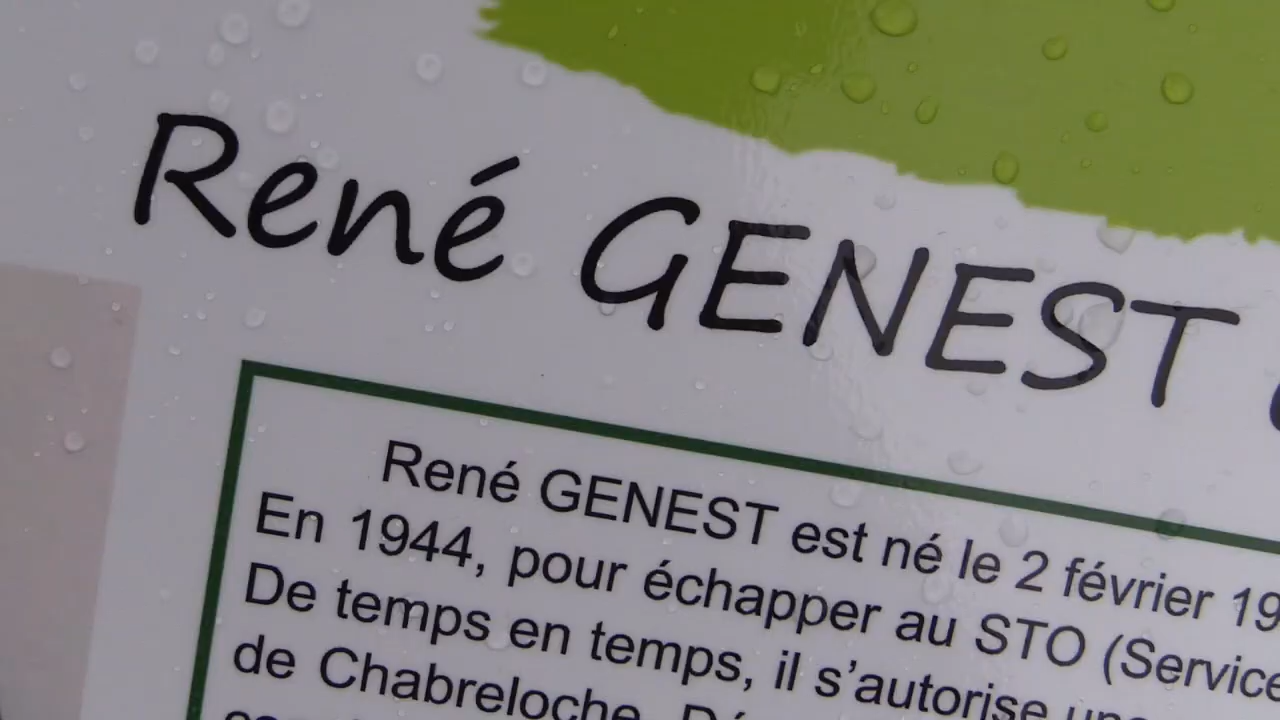 René GENEST
René GENEST est né le 2 février 19
En 1944, pour échapper au STO (Service
De temps en temps, il s'autorise une
de Chabreloche.